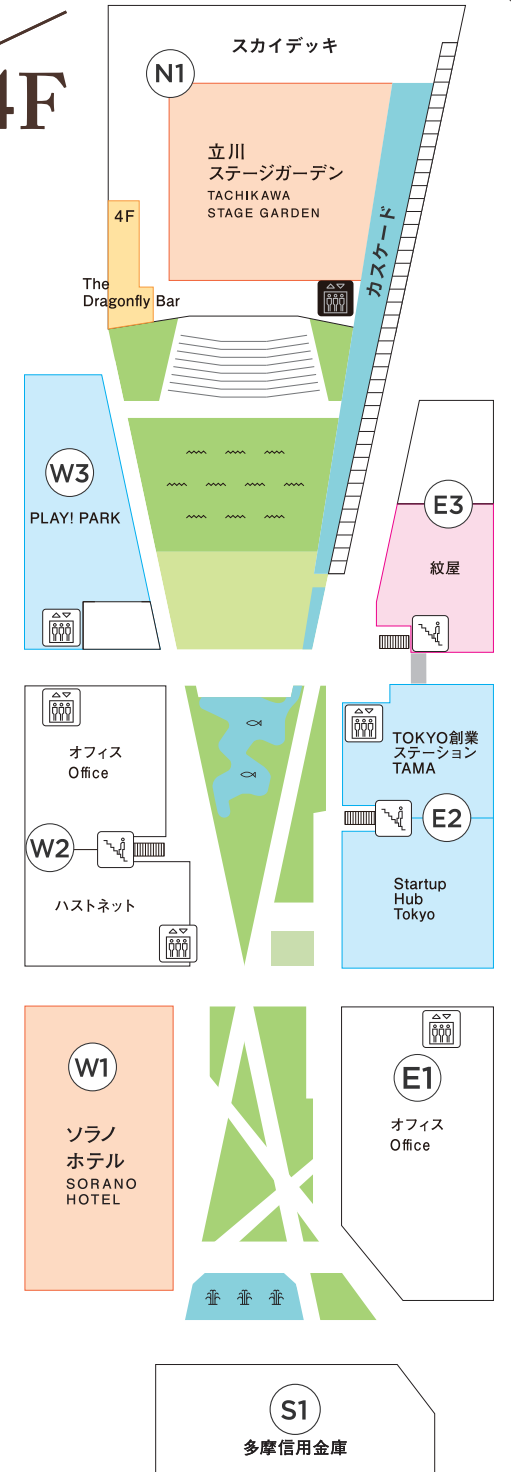 4F
スカイデッキ
N1
立川
ステージガーデン
TACHIKAWA
STAGE GARDEN
カスケード
4F
The
Dragonfly Bar
W3
PLAY! PARK
E3
紋屋
オフィス
Office
TOKYO創業
ステーション
TAMA
W2
E2
ハストネット
Startup
Hub
Tokyo
W1
ソラノ
ホテル
SORANO
HOTEL
E1
オフィス
Office
S1
多摩信用金庫